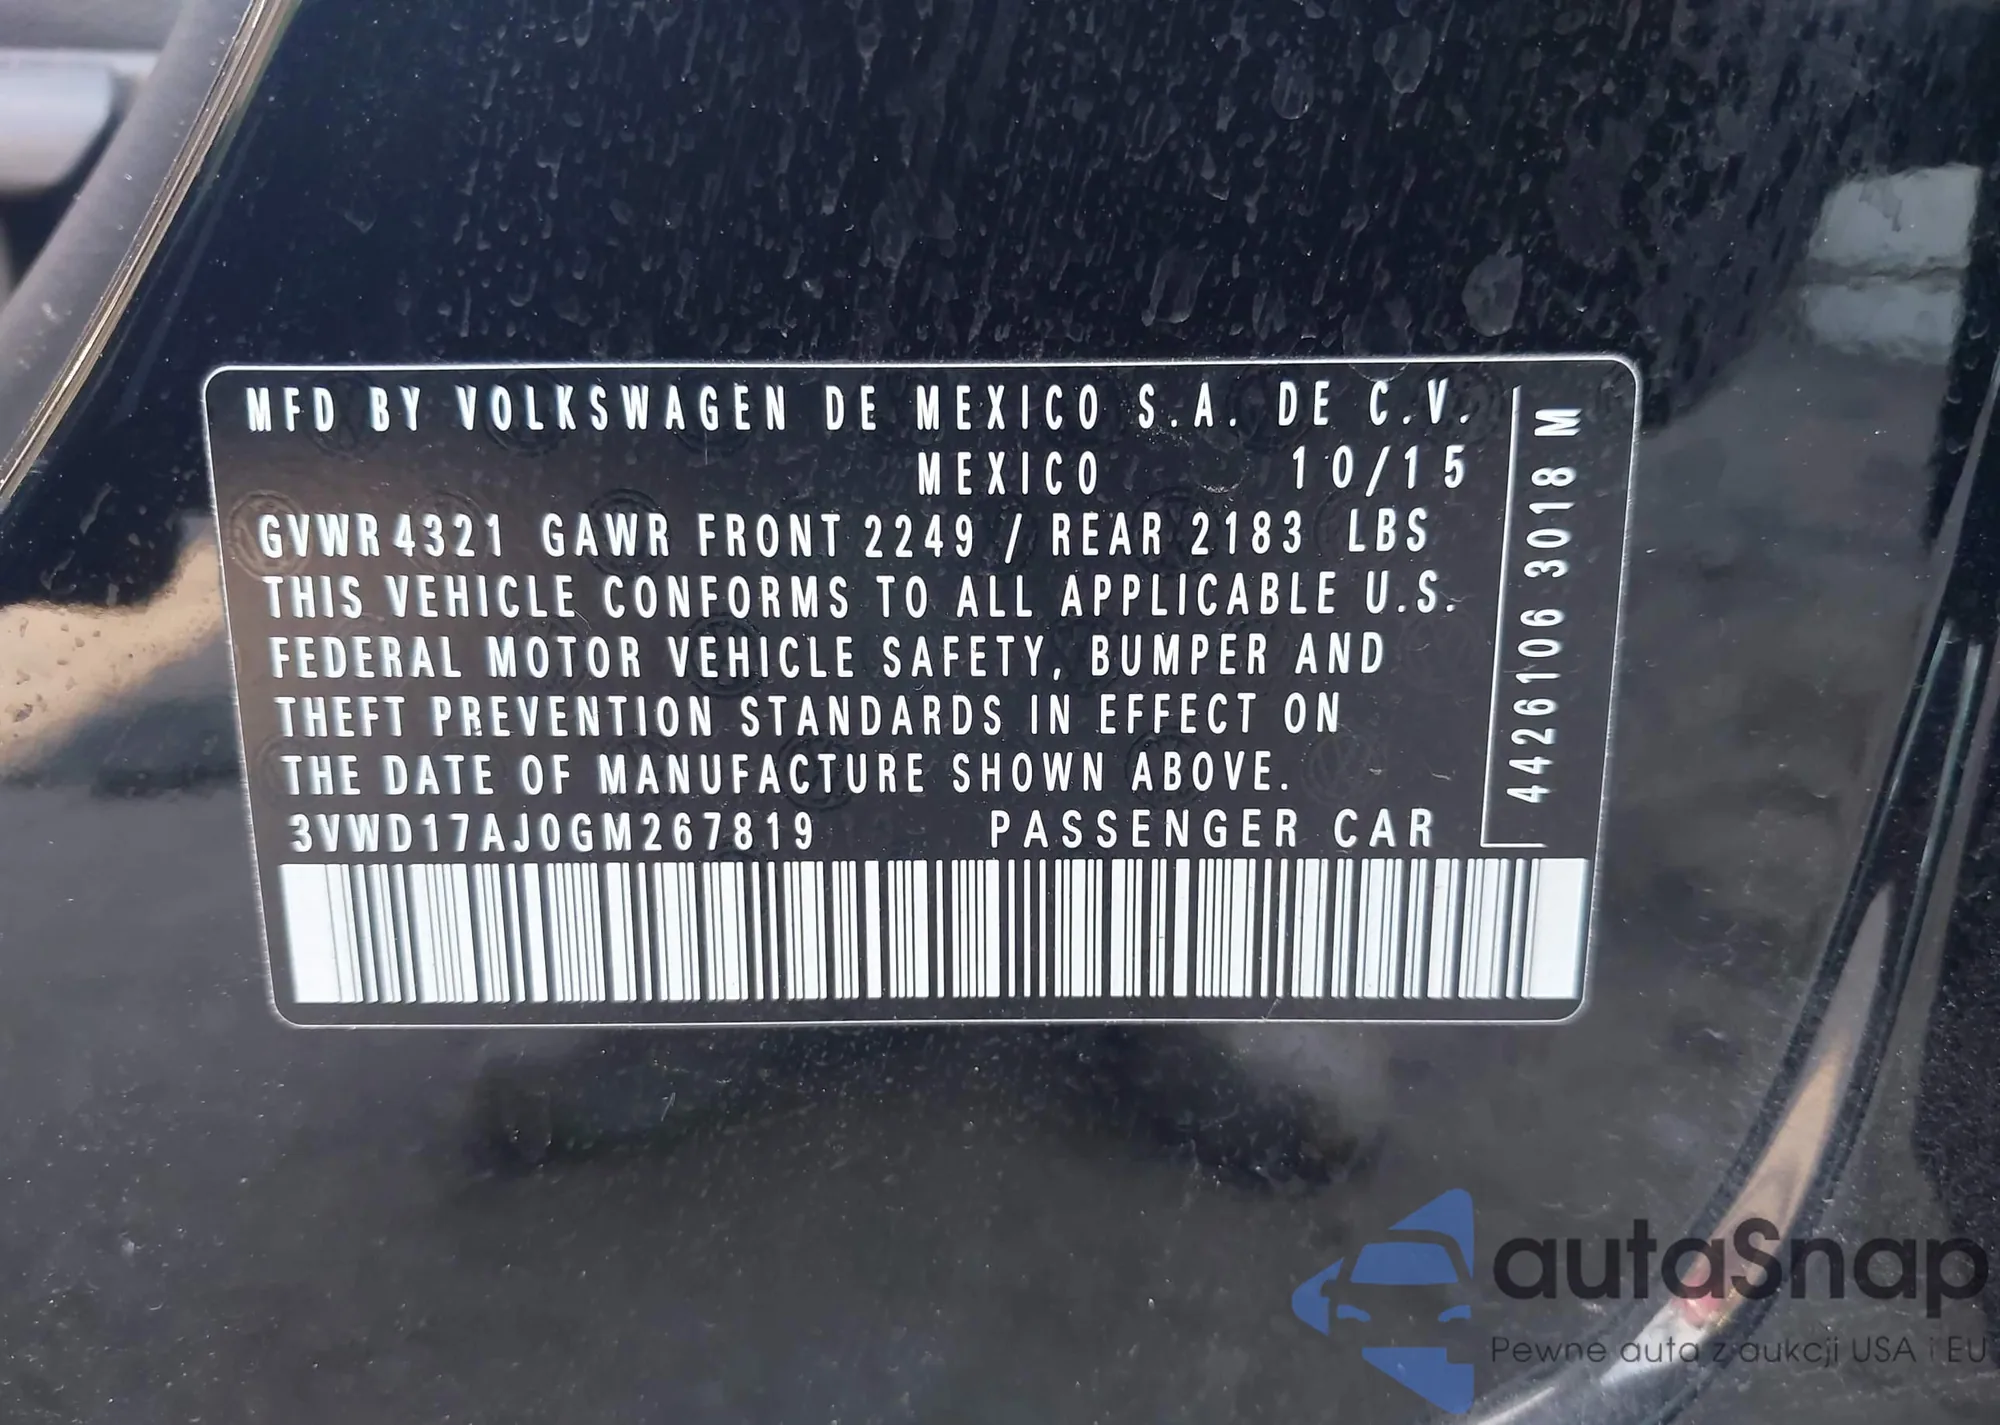 MFD BY VOLKSWAGEN DE MEXICO S.A. DE C.V.
MEXICO 10/15
GVWR 4321 GAWR FRONT 2249 / REAR 2183 LBS
THIS VEHICLE CONFORMS TO ALL APPLICABLE U.S.
FEDERAL MOTOR VEHICLE SAFETY, BUMPER AND
THEFT PREVENTION STANDARDS IN EFFECT ON
THE DATE OF MANUFACTURE SHOWN ABOVE.
3VWD17AJ0GM267819 PASSENGER CAR
4426106 3018 M
autaSnap
Pewne auta z aukcji USA i EU